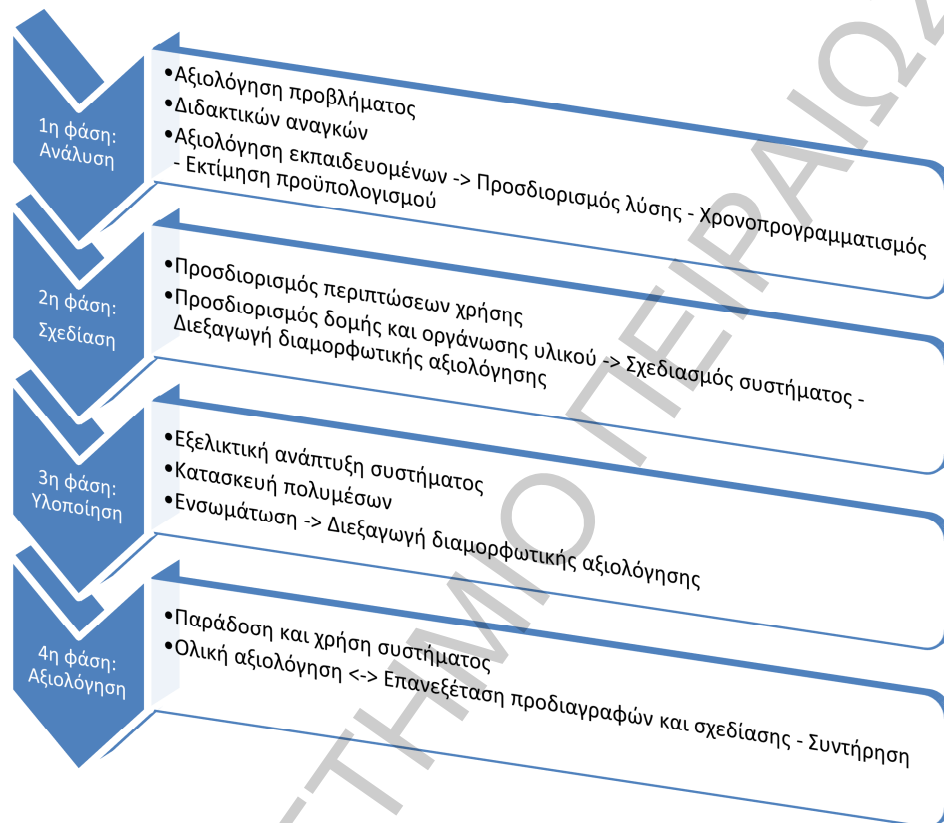 1η φάση:
Ανάλυση
•Αξιολόγηση προβλήματος
•Διδακτικών αναγκών
•Αξιολόγηση εκπαιδευομένων -> Προσδιορισμός λύσης - Χρονοπρογραμματισμός
- Εκτίμηση προϋπολογισμού
2η φάση:
Σχεδίαση
•Προσδιορισμός περιπτώσεων χρήσης
•Προσδιορισμός δομής και οργάνωσης υλικού -> Σχεδιασμός συστήματος -
Διεξαγωγή διαμορφωτικής αξιολόγησης
3η φάση:
Υλοποίηση
•Εξελικτική ανάπτυξη συστήματος
•Κατασκευή πολυμέσων
•Ενσωμάτωση -> Διεξαγωγή διαμορφωτικής αξιολόγησης
4η φάση:
Αξιολόγηση
•Παράδοση και χρήση συστήματος
•Ολική αξιολόγηση <-> Επανεξέταση προδιαγραφών και σχεδίασης - Συντήρηση